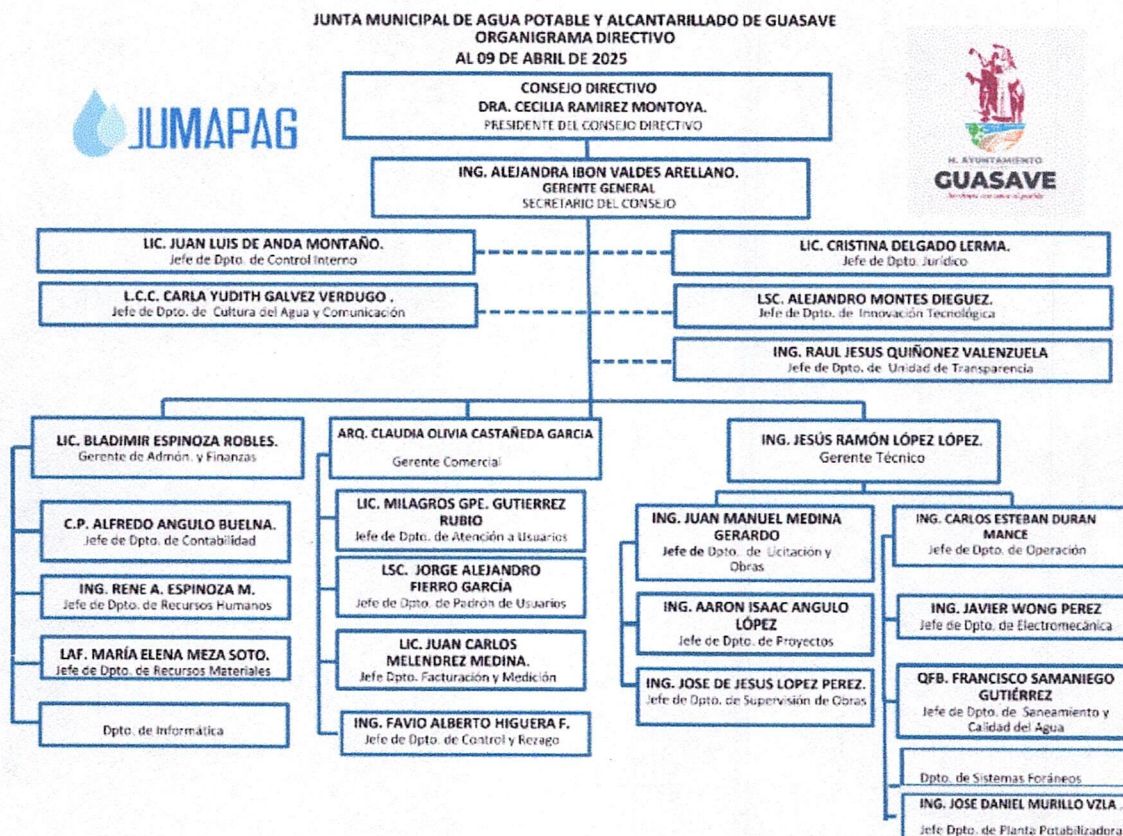 JUNTA MUNICIPAL DE AGUA POTABLE Y ALCANTARILLADO DE GUASAVE
ORGANIGRAMA DIRECTIVO
AL 09 DE ABRIL DE 2025
JUMAPAG
CONSEJO DIRECTIVO
DRA. CECILIA RAMIREZ MONTOYA.
PRESIDENTE DEL CONSEJO DIRECTIVO
H. AYUNTAMIENTO
GUASAVE
ING. ALEJANDRA IBON VALDES ARELLANO.
GERENTE GENERAL
SECRETARIO DEL CONSEJO
LIC. JUAN LUIS DE ANDA MONTAÑO.
Jefe de Dpto. de Control Interno
LIC. CRISTINA DELGADO LERMA.
Jefe de Dpto. Jurídico
L.C.C. CARLA YUDITH GALVEZ VERDUGO .
Jefe de Dpto. de Cultura del Agua y Comunicación
LSC. ALEJANDRO MONTES DIEGUEZ.
Jefe de Dpto. de Innovación Tecnológica
ING. RAUL JESUS QUIÑONEZ VALENZUELA
Jefe de Dpto. de Unidad de Transparencia
LIC. BLADIMIR ESPINOZA ROBLES.
Gerente de Admón. y Finanzas
C.P. ALFREDO ANGULO BUELNA.
Jefe de Dpto. de Contabilidad
ING. RENE A. ESPINOZA M.
Jefe de Dpto. de Recursos Humanos
LAF. MARÍA ELENA MEZA SOTO.
Jefe de Dpto. de Recursos Materiales
Dpto. de Informática
ARQ. CLAUDIA OLIVIA CASTAÑEDA GARCIA
Gerente Comercial
LIC. MILAGROS GPE. GUTIERREZ
RUBIO
Jefe de Dpto. de Atención a Usuarios
LSC. JORGE ALEJANDRO
FIERRO GARCÍA
Jefe de Dpto. de Padrón de Usuarios
LIC. JUAN CARLOS
MELENDREZ MEDINA.
Jefe Dpto. Facturación y Medición
ING. FAVIO ALBERTO HIGUERA F.
Jefe de Dpto. de Control y Rezago
ING. JESÚS RAMÓN LÓPEZ LÓPEZ.
Gerente Técnico
ING. JUAN MANUEL MEDINA
GERARDO
Jefe de Dpto. de Licitación y
Obras
ING. AARON ISAAC ANGULO
LÓPEZ
Jefe de Dpto. de Proyectos
ING. JOSE DE JESUS LOPEZ PEREZ.
Jefe de Dpto. de Supervisión de Obras
ING. CARLOS ESTEBAN DURAN
MANCE
Jefe de Dpto. de Operación
ING. JAVIER WONG PEREZ
Jefe de Dpto. de Electromecánica
QFB. FRANCISCO SAMANIEGO
GUTIÉRREZ
Jefe de Dpto. de Saneamiento y
Calidad del Agua
Dpto. de Sistemas Foráneos
ING. JOSE DANIEL MURILLO VZLA .
Jefe Dpto. de Planta Potabilizadora